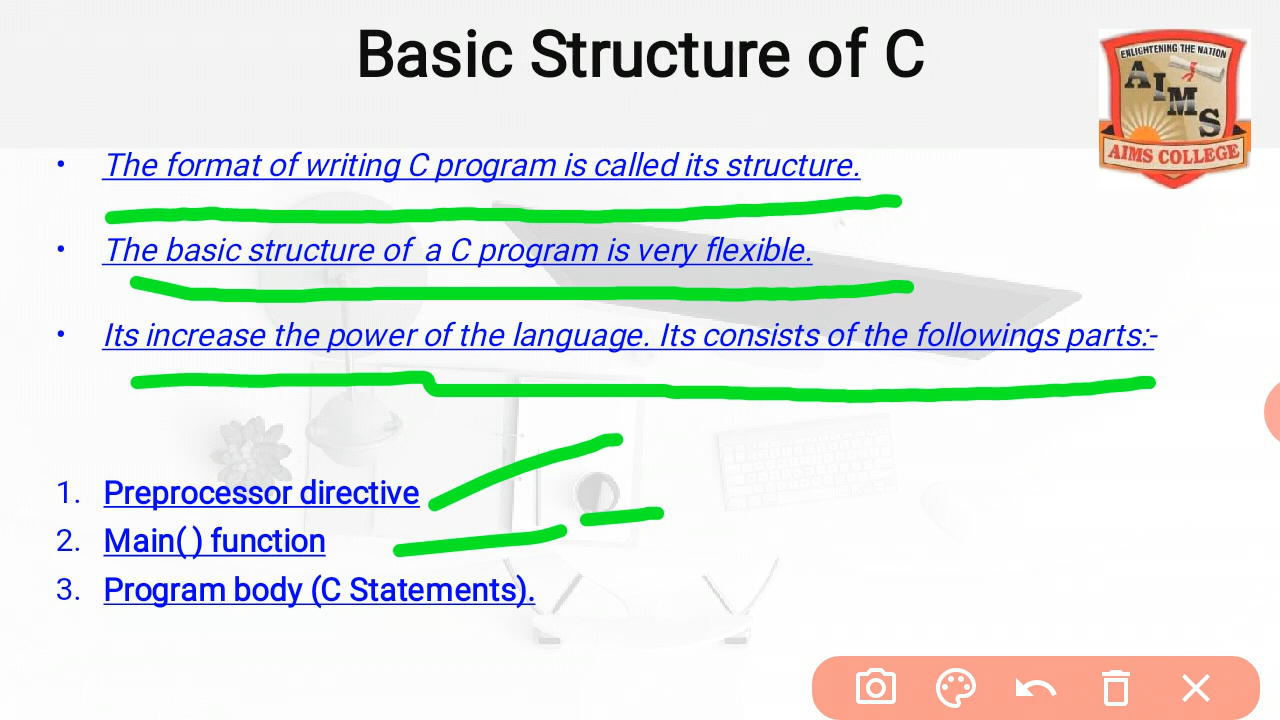 Basic Structure of C
ENLIGHTENING THE NATION
AIMS
AIMS COLLEGE
• The format of writing C program is called its structure.
• The basic structure of a C program is very flexible.
• Its increase the power of the language. Its consists of the followings parts:-
1. Preprocessor directive
2. Main( ) function
3. Program body (C Statements).